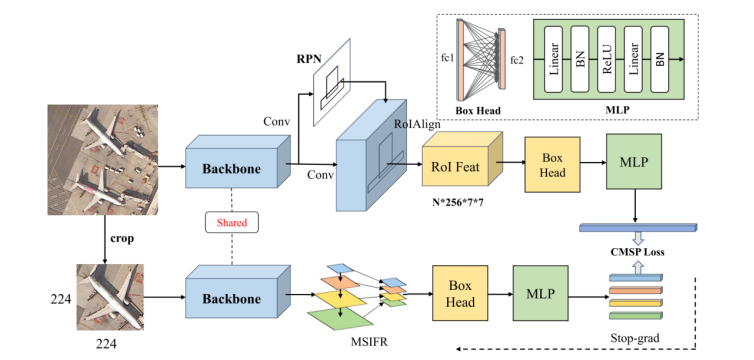 RPN
fc1
fc2
Box Head
Linear
BN
ReLU
Linear
BN
MLP
Conv
Conv
RoIAlign
Backbone
RoI Feat
N*256*7*7
Box
Head
MLP
Shared
crop
CMSP Loss
224
224
Backbone
MSIFR
Box
Head
MLP
Stop-grad